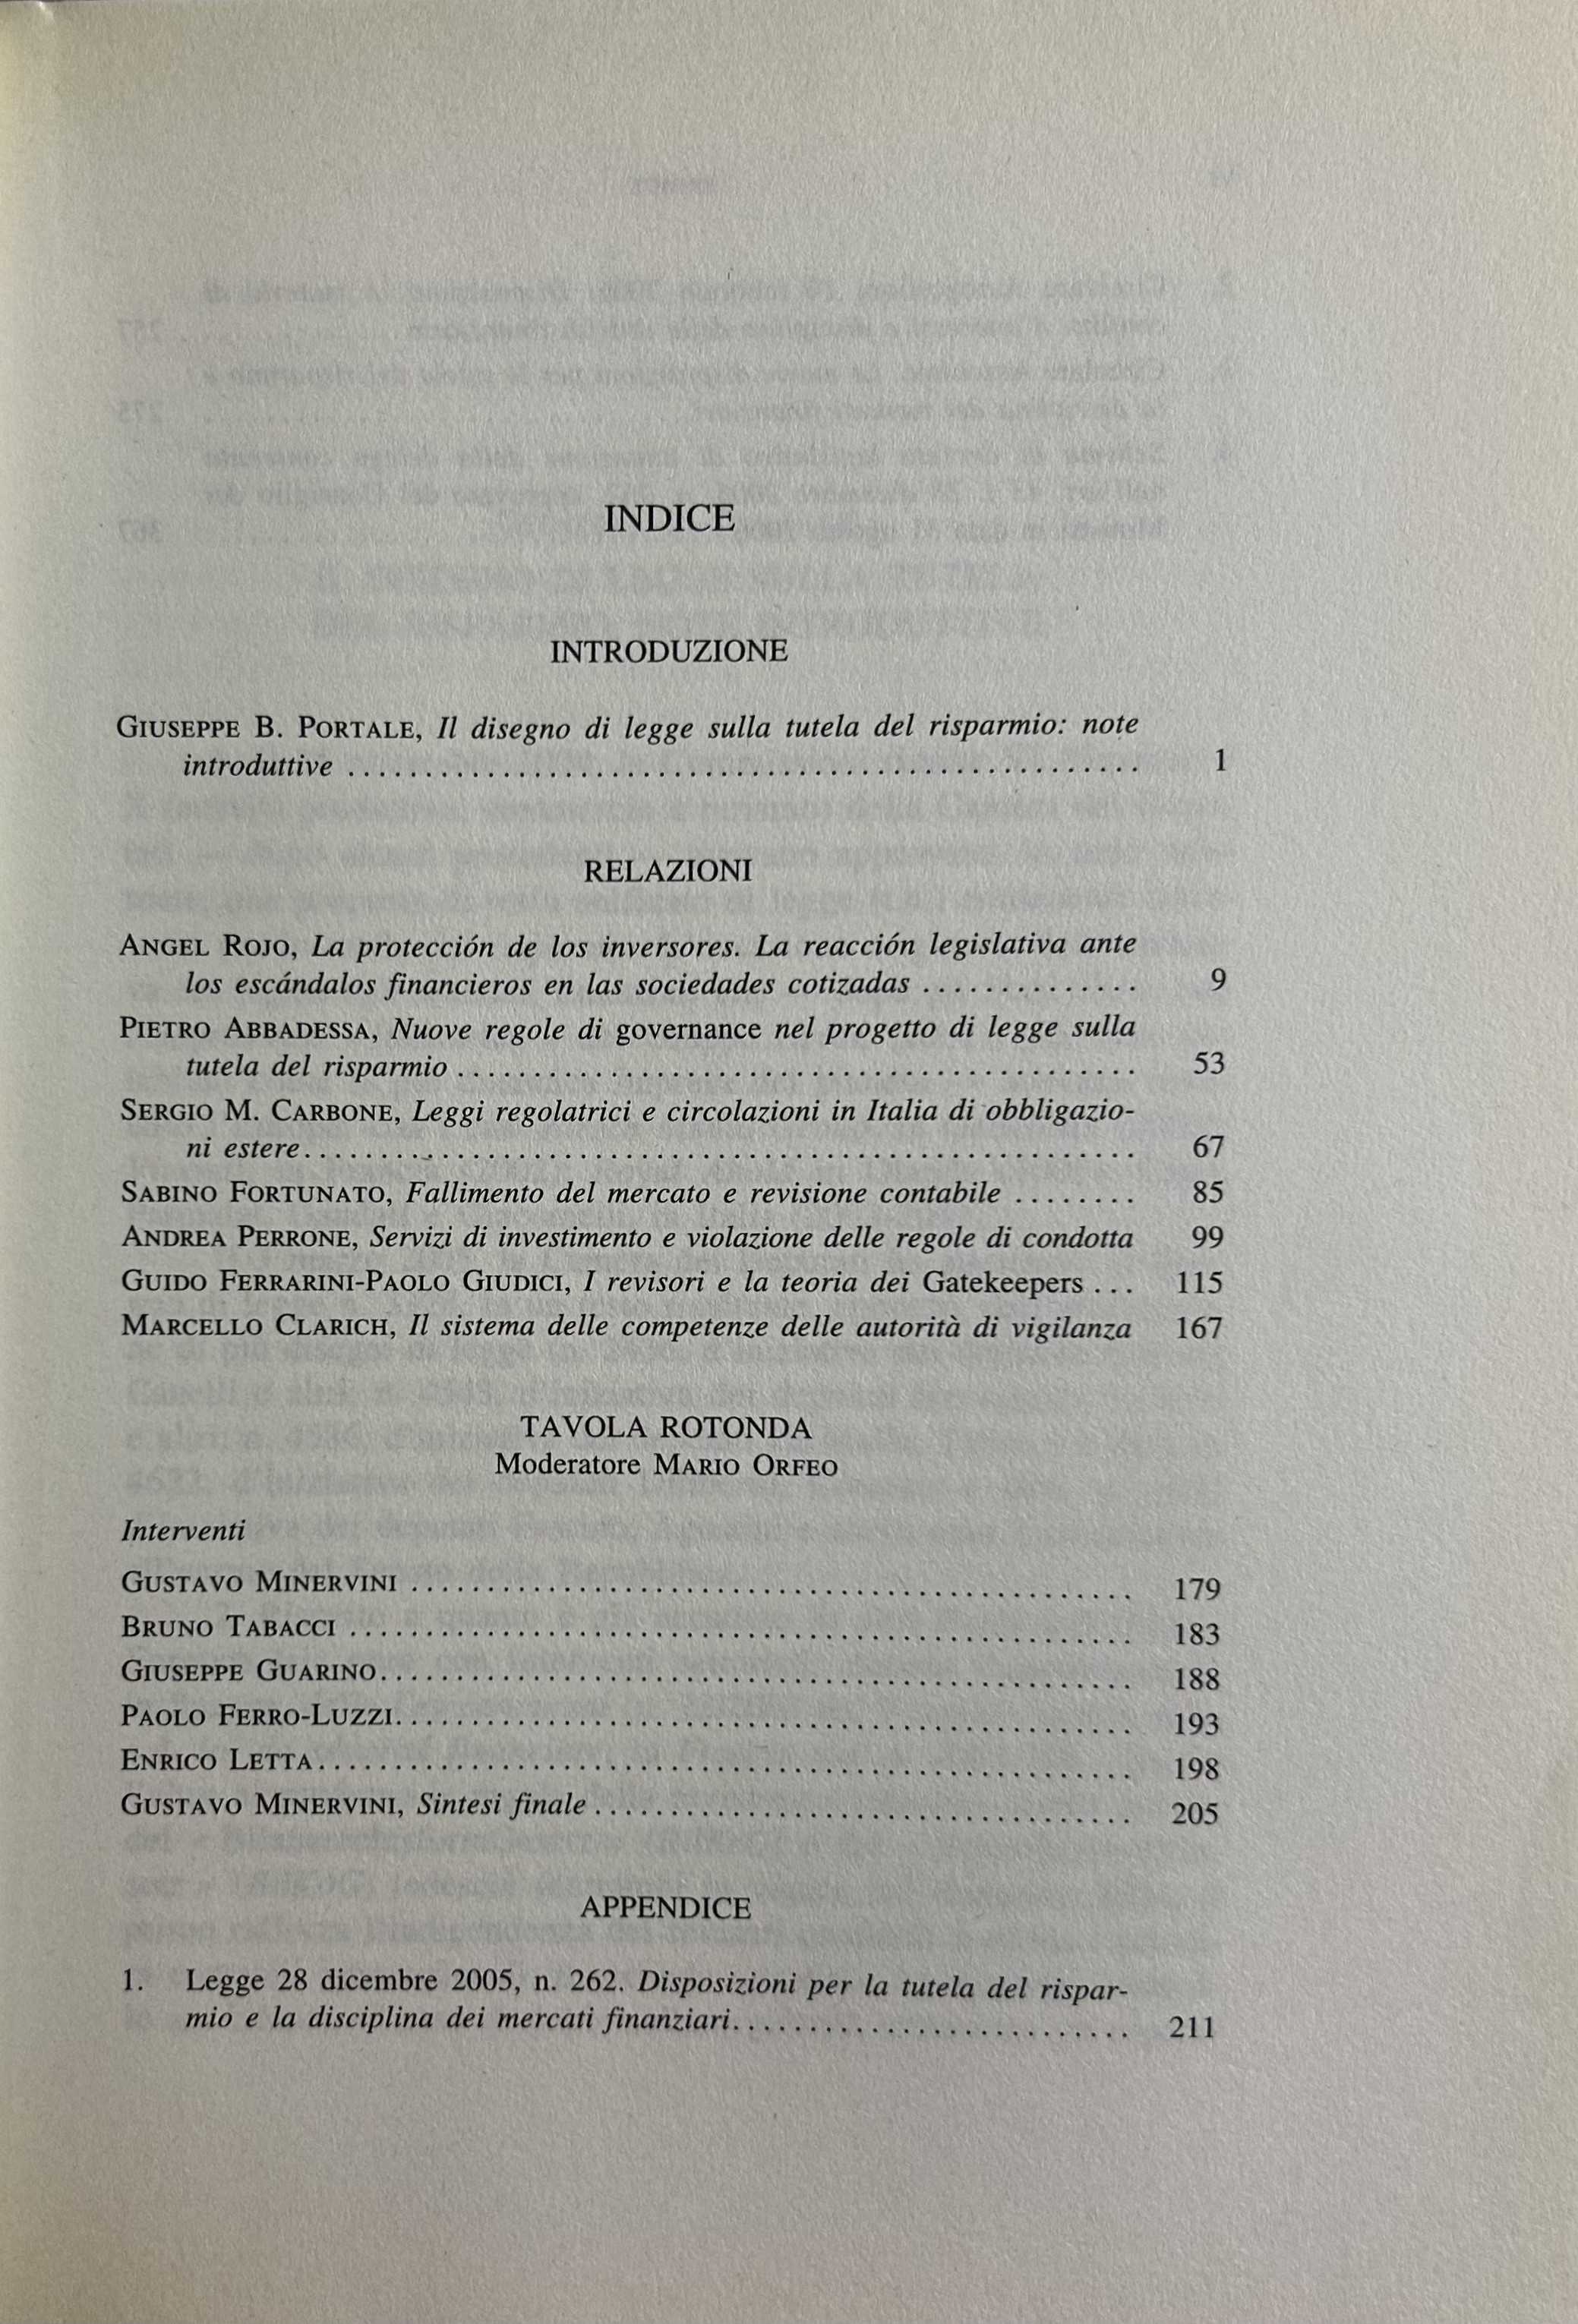 INDICE
INTRODUZIONE
GIUSEPPE B. PORTALE, Il disegno di legge sulla tutela del risparmio: note
introduttive .................................................... 1
RELAZIONI
ANGEL ROJO, La protección de los inversores. La reacción legislativa ante
los escándalos financieros en las sociedades cotizadas .............. 9
PIETRO ABBADESSA, Nuove regole di governance nel progetto di legge sulla
tutela del risparmio ............................................. 53
SERGIO M. CARBONE, Leggi regolatrici e circolazioni in Italia di obbligazio-
ni estere....................................................... 67
SABINO FORTUNATO, Fallimento del mercato e revisione contabile ........ 85
ANDREA PERRONE, Servizi di investimento e violazione delle regole di condotta 99
GUIDO FERRARINI-PAOLO GIUDICI, I revisori e la teoria dei Gatekeepers ... 115
MARCELLO CLARICH, Il sistema delle competenze delle autorità di vigilanza 167
TAVOLA ROTONDA
Moderatore MARIO ORFEO
Interventi
GUSTAVO MINERVINI ................................................ 179
BRUNO TABACCI .................................................... 183
GIUSEPPE GUARINO.................................................. 188
PAOLO FERRO-LUZZI................................................. 193
ENRICO LETTA...................................................... 198
GUSTAVO MINERVINI, Sintesi finale .................................... 205
APPENDICE
1. Legge 28 dicembre 2005, n. 262. Disposizioni per la tutela del rispar-
mio e la disciplina dei mercati finanziari........................... 211